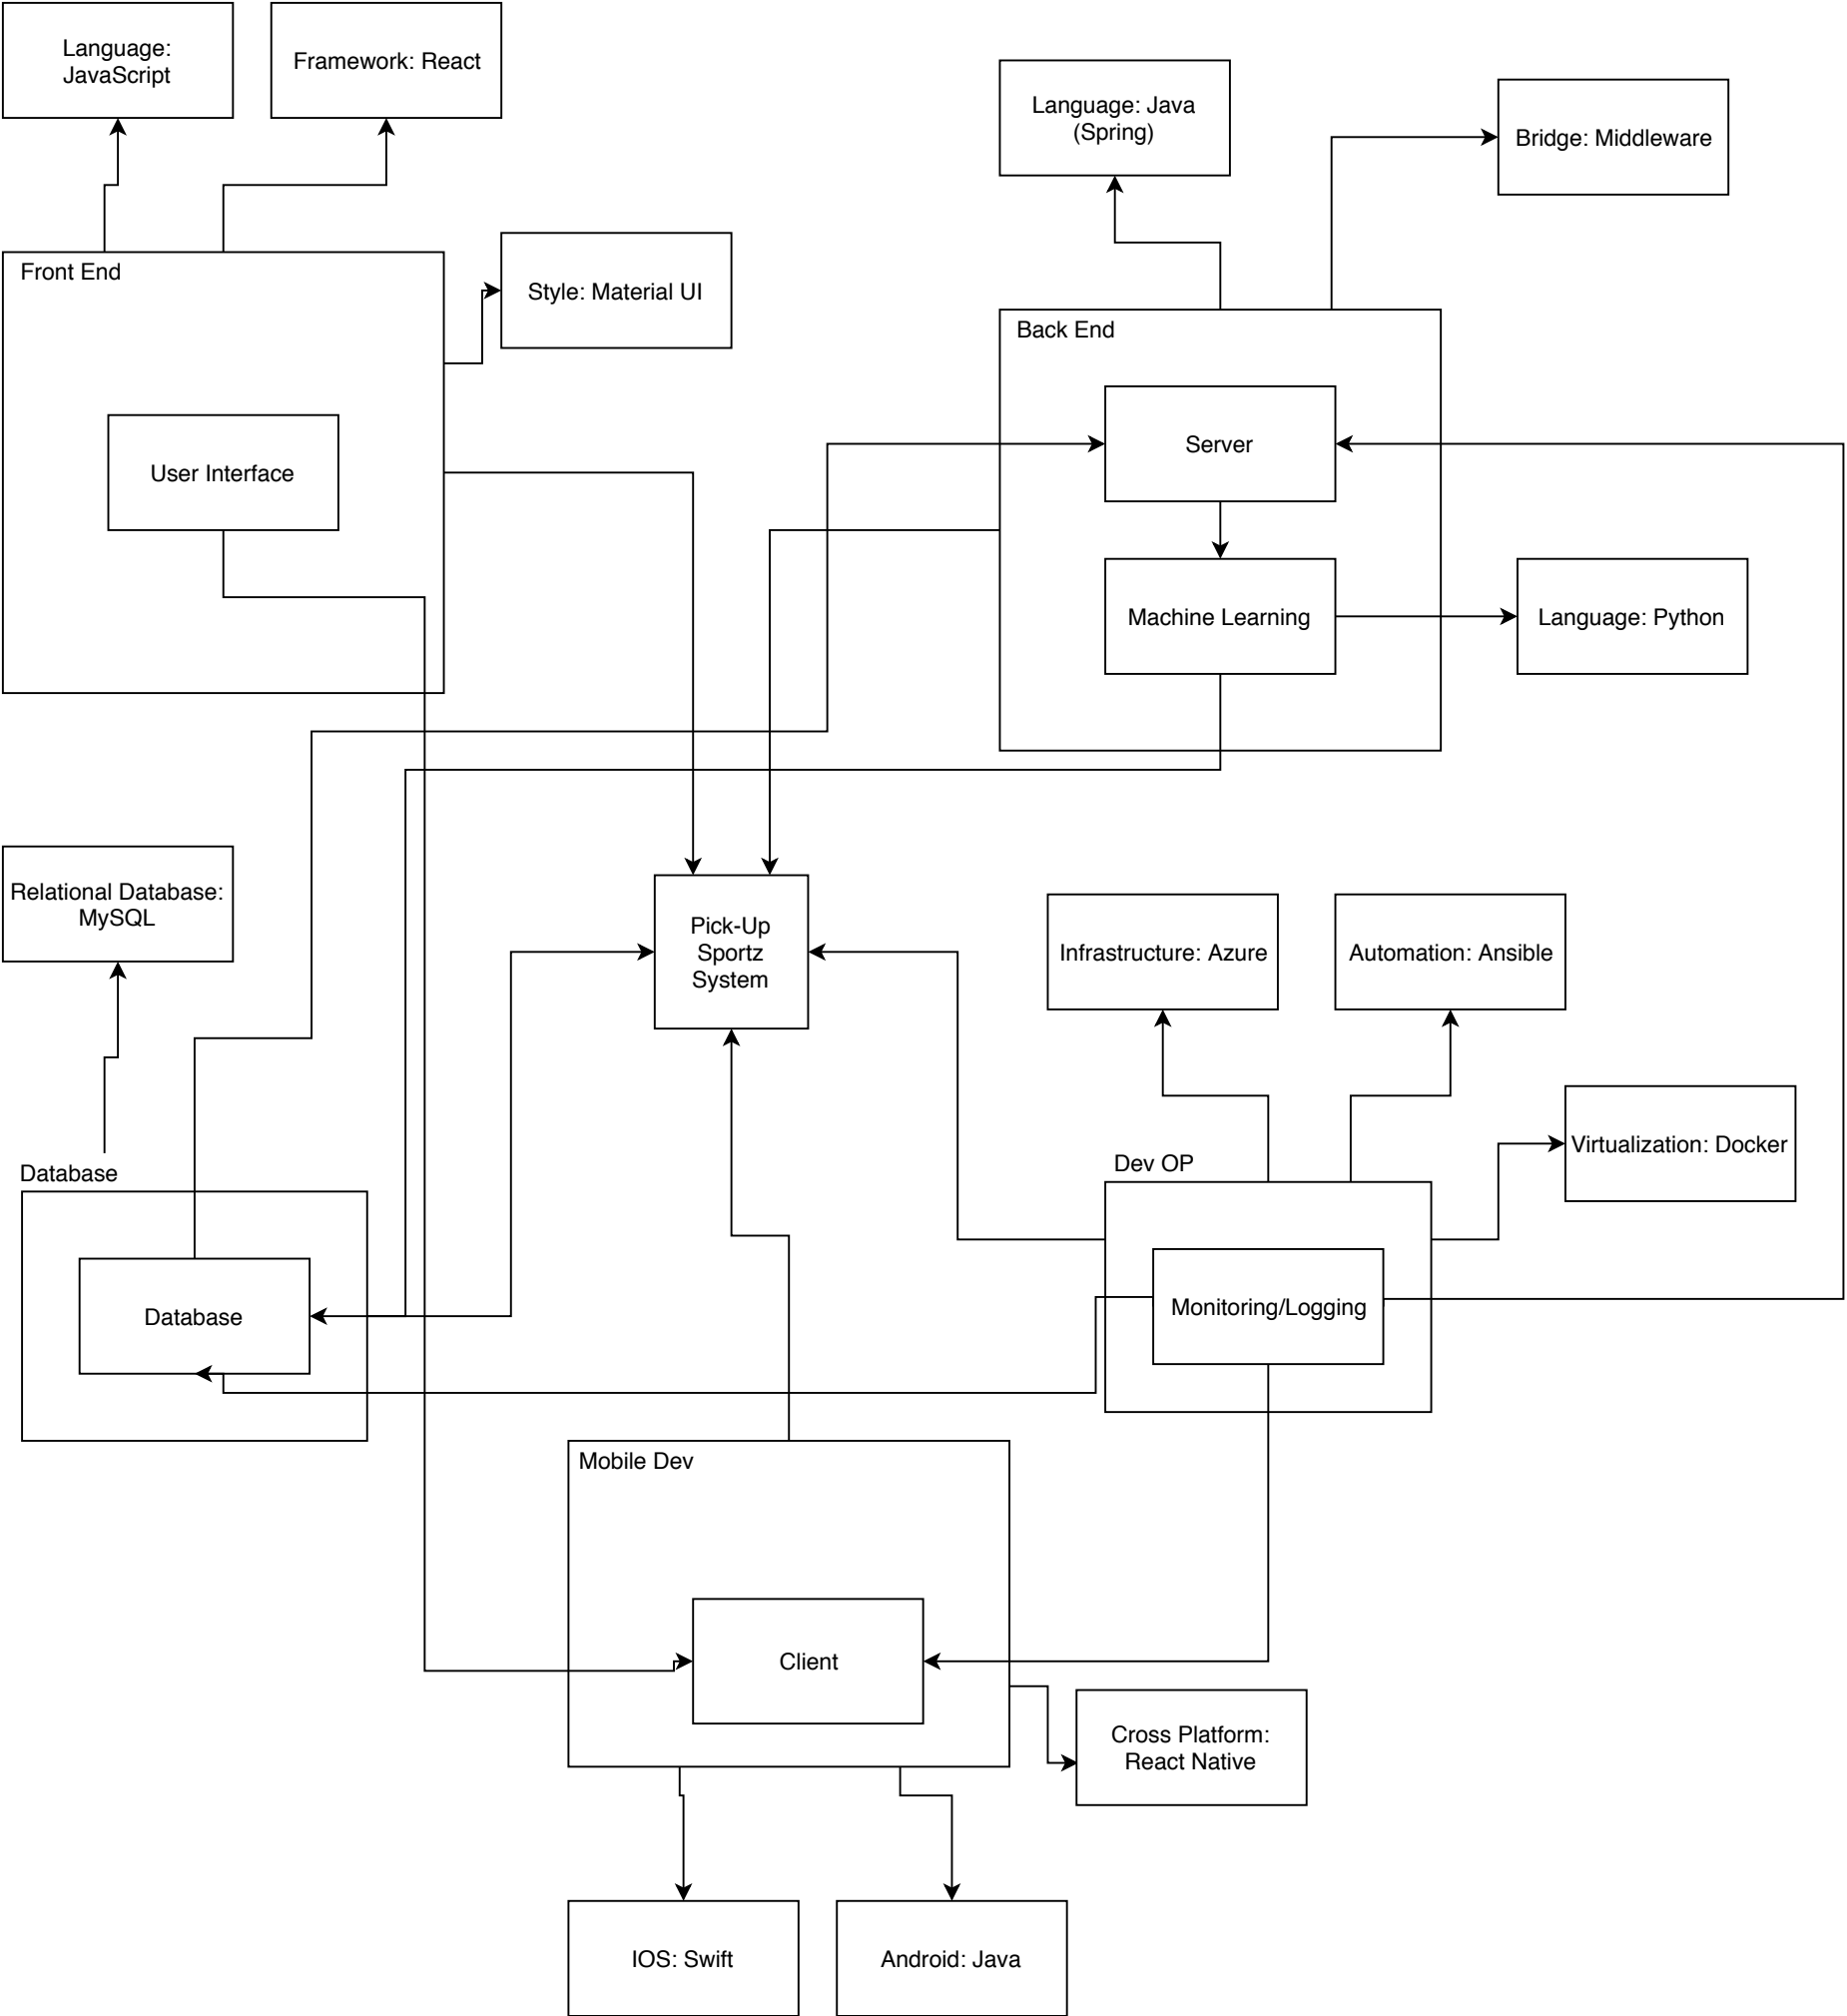 Language:
JavaScript
Framework: React
Language: Java
(Spring)
Bridge: Middleware
Front End
Style: Material UI
Back End
Server
User Interface
Machine Learning
Language: Python
Relational Database:
MySQL
Pick-Up
Sportz
System
Infrastructure: Azure
Automation: Ansible
Virtualization: Docker
Database
Dev OP
Database
Monitoring/Logging
Mobile Dev
Client
Cross Platform:
React Native
IOS: Swift
Android: Java